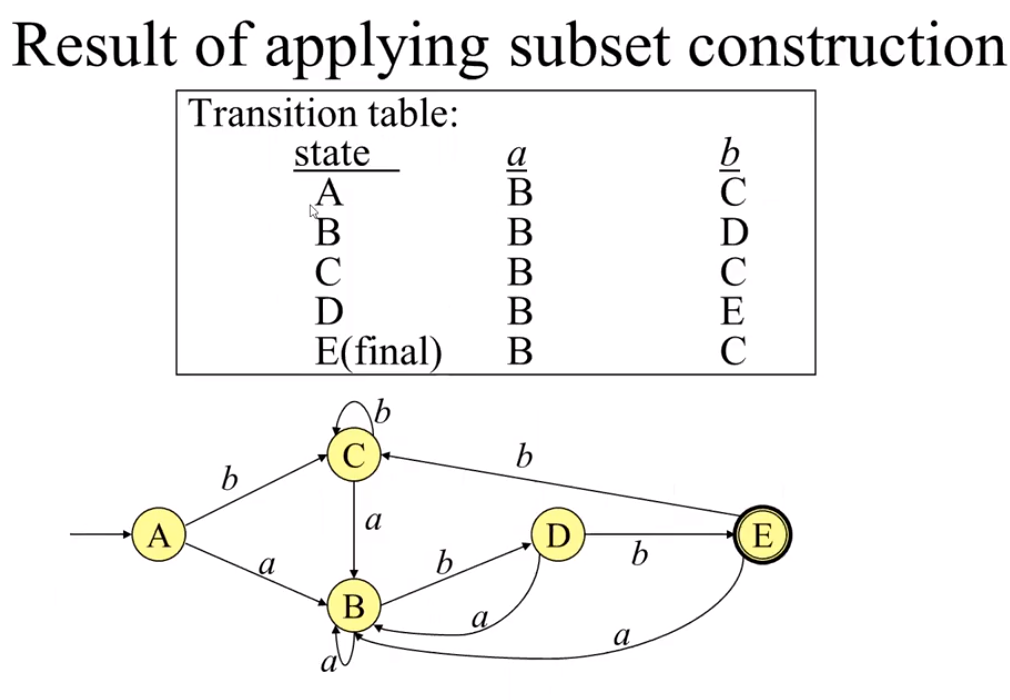 Result of applying subset construction
Transition table:
state a b
A B C
B B D
C B C
D B E
E(final) B C
b
C
b
b
A
a
D
E
a
b
b
B
a
a
a